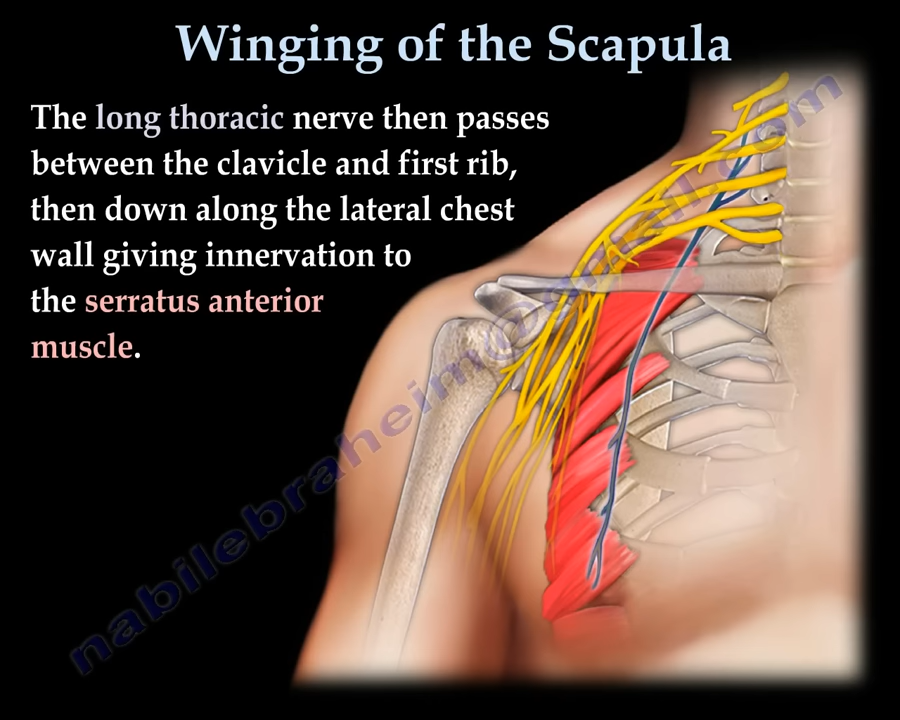 Winging of the Scapula
The long thoracic nerve then passes
between the clavicle and first rib,
then down along the lateral chest
wall giving innervation to
the serratus anterior
muscle.